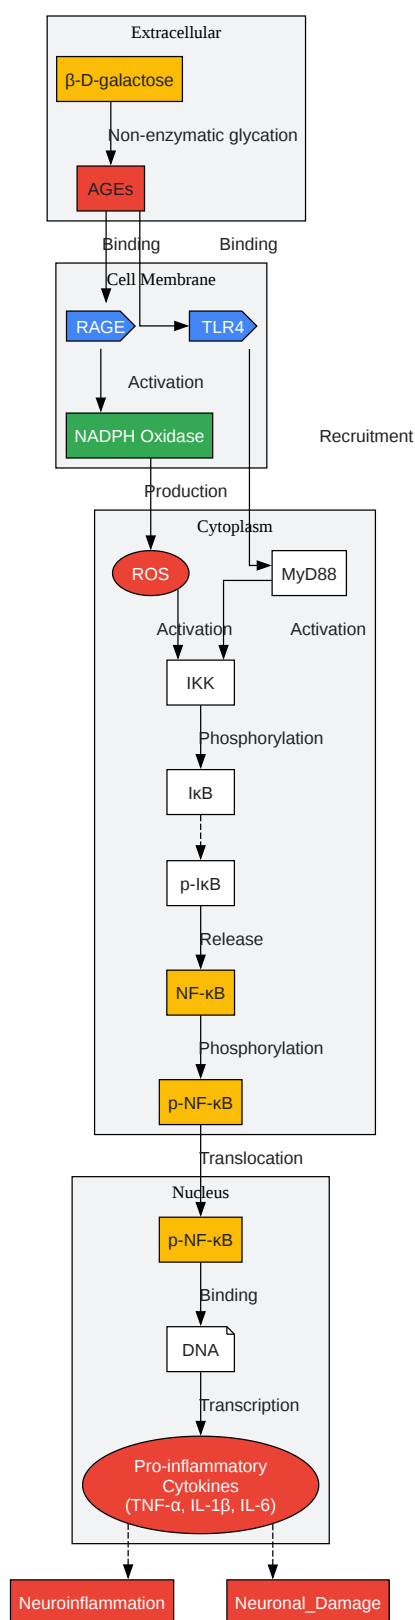 Extracellular
β-D-galactose
Non-enzymatic glycation
AGEs
Binding
Binding
Cell Membrane
RAGE
TLR4
Activation
NADPH Oxidase
Recruitment
Production
Cytoplasm
ROS
MyD88
Activation
Activation
IKK
Phosphorylation
IκB
p-IκB
Release
NF-κB
Phosphorylation
p-NF-κB
Translocation
Nucleus
p-NF-κB
Binding
DNA
Transcription
Pro-inflammatory
Cytokines
(TNF-α, IL-1β, IL-6)
Neuroinflammation
Neuronal_Damage